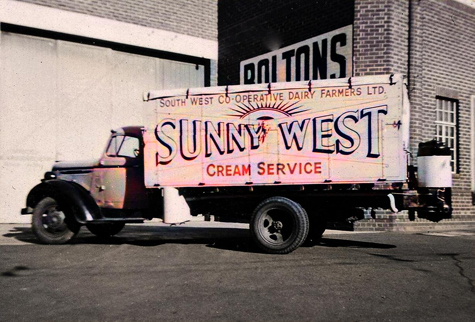 BOLTONS
SOUTH WEST CO-OPERATIVE DAIRY FARMERS LTD.
SUNNY WEST
CREAM SERVICE